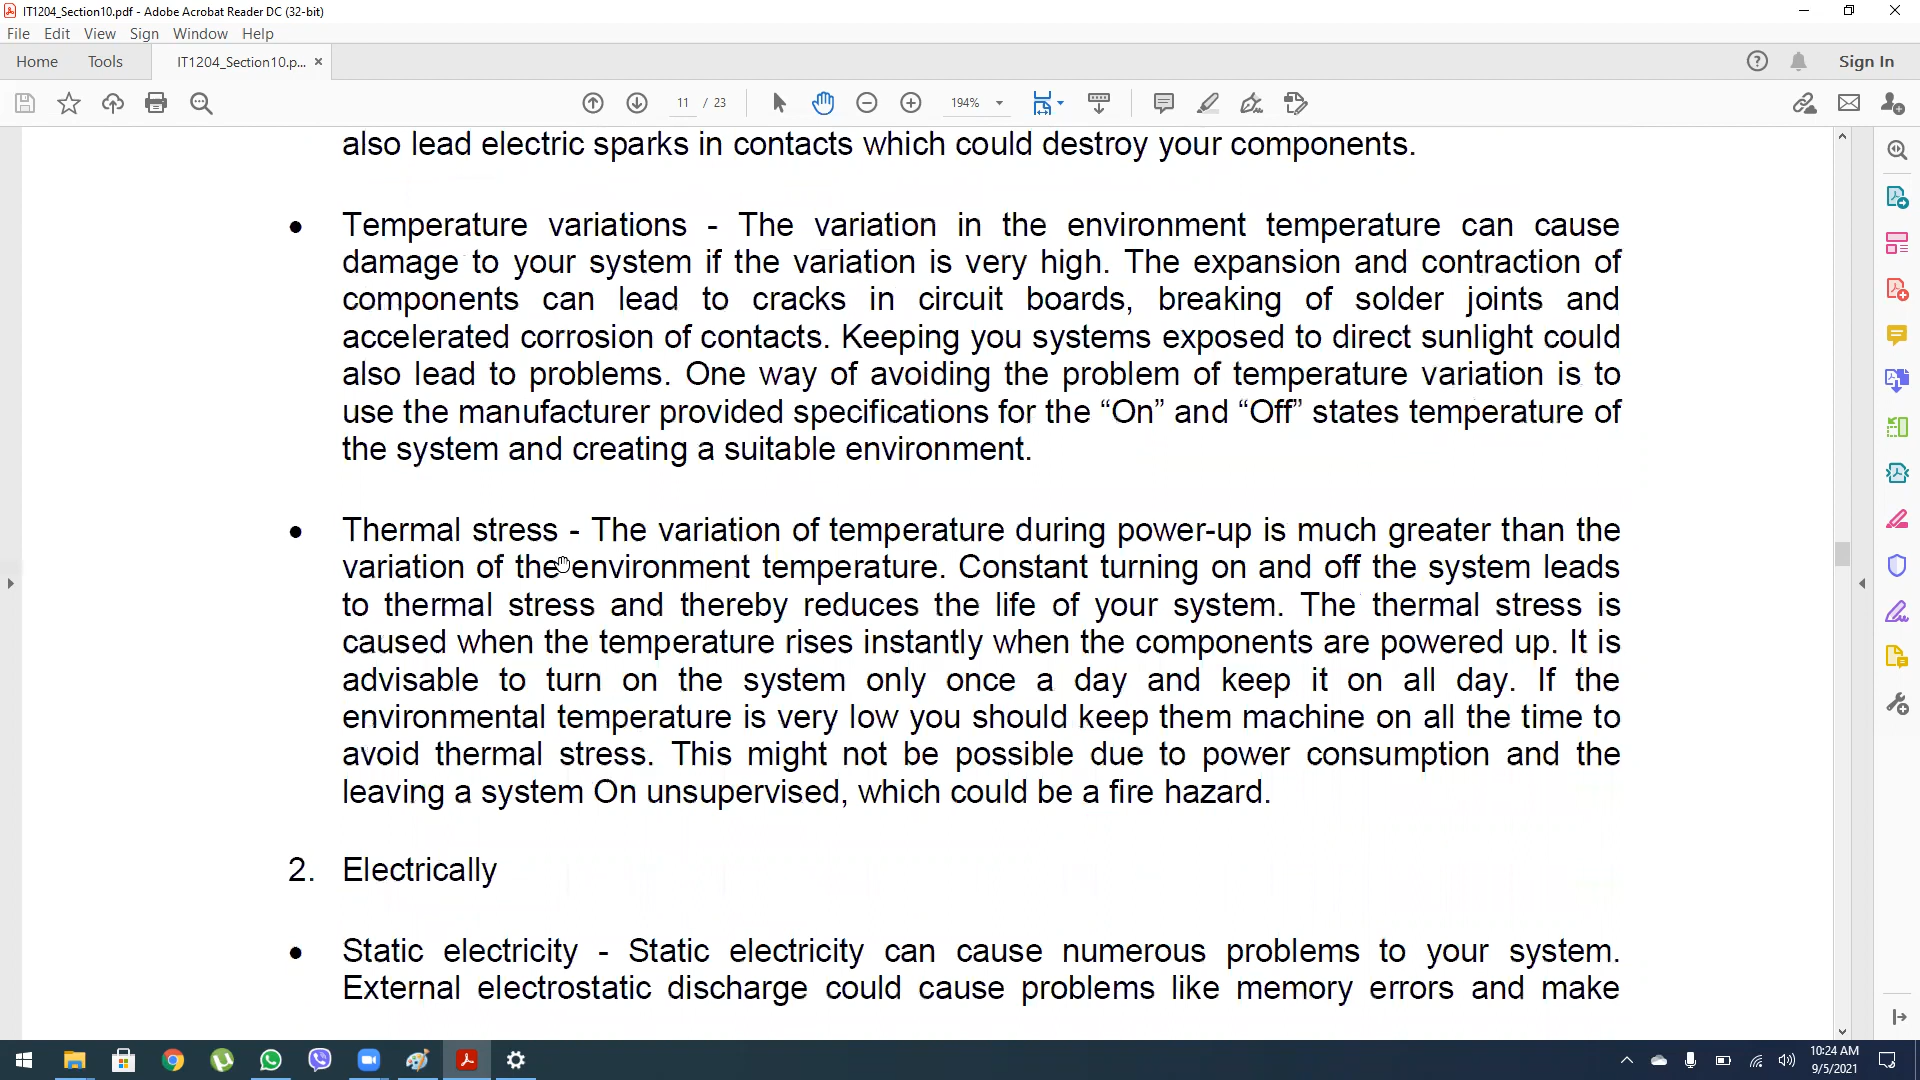 IT1204_Section10.pdf - Adobe Acrobat Reader DC (32-bit)
File Edit View Sign Window Help
Home Tools IT1204_Section10.p... × Sign In
11 / 23 194%
also lead electric sparks in contacts which could destroy your components.
• Temperature variations - The variation in the environment temperature can cause
damage to your system if the variation is very high. The expansion and contraction of
components can lead to cracks in circuit boards, breaking of solder joints and
accelerated corrosion of contacts. Keeping you systems exposed to direct sunlight could
also lead to problems. One way of avoiding the problem of temperature variation is to
use the manufacturer provided specifications for the “On” and “Off” states temperature of
the system and creating a suitable environment.
• Thermal stress - The variation of temperature during power-up is much greater than the
variation of the environment temperature. Constant turning on and off the system leads
to thermal stress and thereby reduces the life of your system. The thermal stress is
caused when the temperature rises instantly when the components are powered up. It is
advisable to turn on the system only once a day and keep it on all day. If the
environmental temperature is very low you should keep them machine on all the time to
avoid thermal stress. This might not be possible due to power consumption and the
leaving a system On unsupervised, which could be a fire hazard.
2. Electrically
• Static electricity - Static electricity can cause numerous problems to your system.
External electrostatic discharge could cause problems like memory errors and make
10:24 AM
9/5/2021